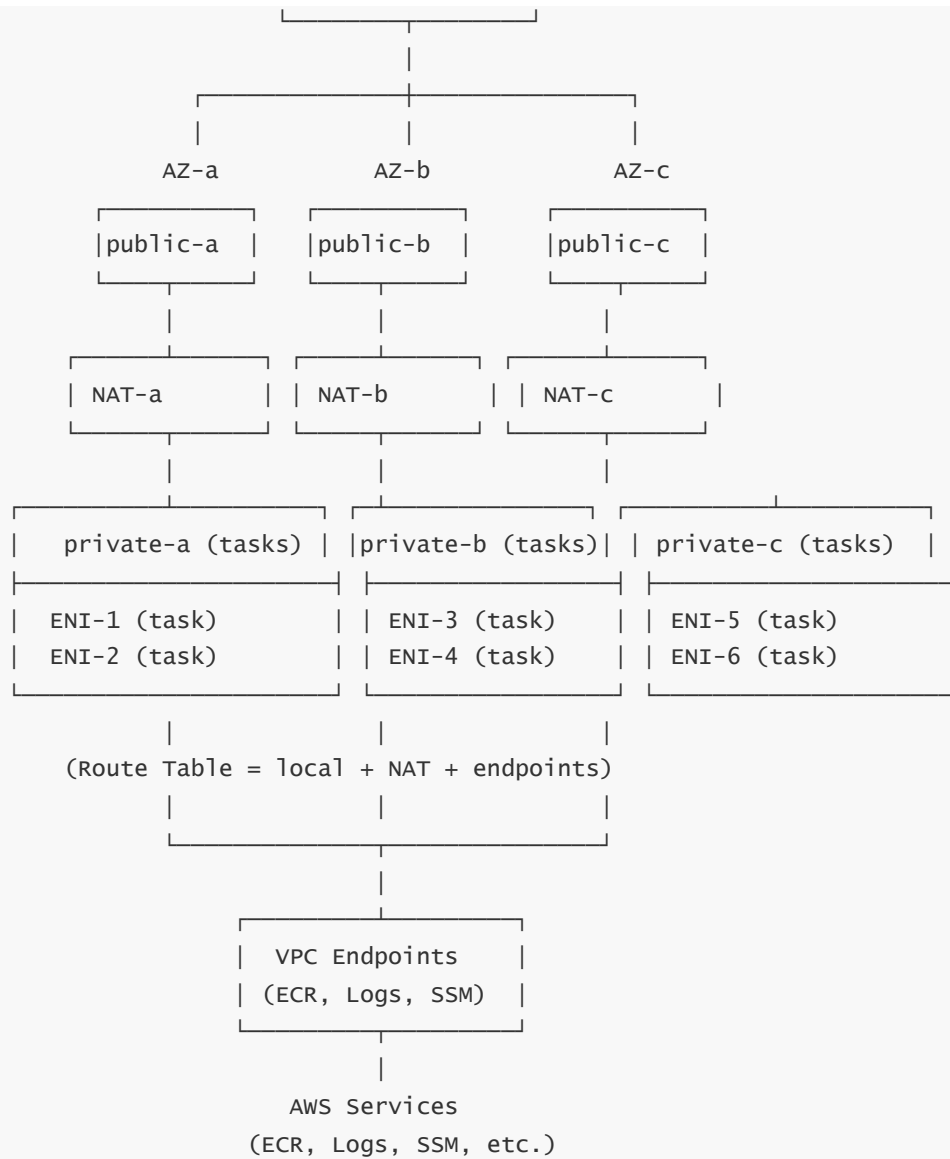 AZ-a AZ-b AZ-c
public-a public-b public-c
NAT-a NAT-b NAT-c
private-a (tasks) private-b (tasks) private-c (tasks)
ENI-1 (task) ENI-3 (task) ENI-5 (task)
ENI-2 (task) ENI-4 (task) ENI-6 (task)
(Route Table = local + NAT + endpoints)
VPC Endpoints
(ECR, Logs, SSM)
AWS Services
(ECR, Logs, SSM, etc.)